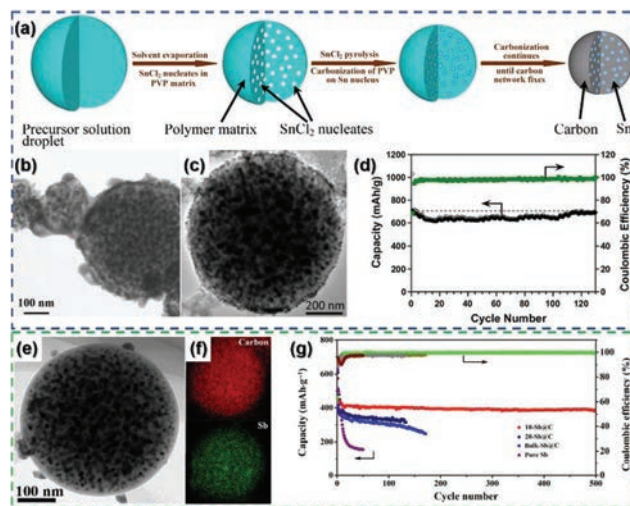 (a)
Solvent evaporation
SnCl2 nucleates in
PVP matrix
SnCl2 pyrolysis
Carbonization of PVP
on Sn nucleus
Carbonization continues
until carbon
network fixes
Precursor solution
droplet
Polymer matrix
SnCl2 nucleates
Carbon
Sn
(b)
100 nm
(c)
200 nm
(d)
Capacity (mAh/g)
1200
1000
800
600
400
200
0
0 20 40 60 80 100 120
Cycle Number
120
100
80
60
40
20
0
Coulombic Efficiency (%)
(e)
100 nm
(f)
Carbon
Sb
(g)
Capacity (mAh·g⁻¹)
800
600
400
200
0
0 100 200 300 400 500
Cycle number
100
80
60
40
20
0
Coulombic efficiency (%)
10-Sb@C
20-Sb@C
Bulk-Sb@C
Pure Sb